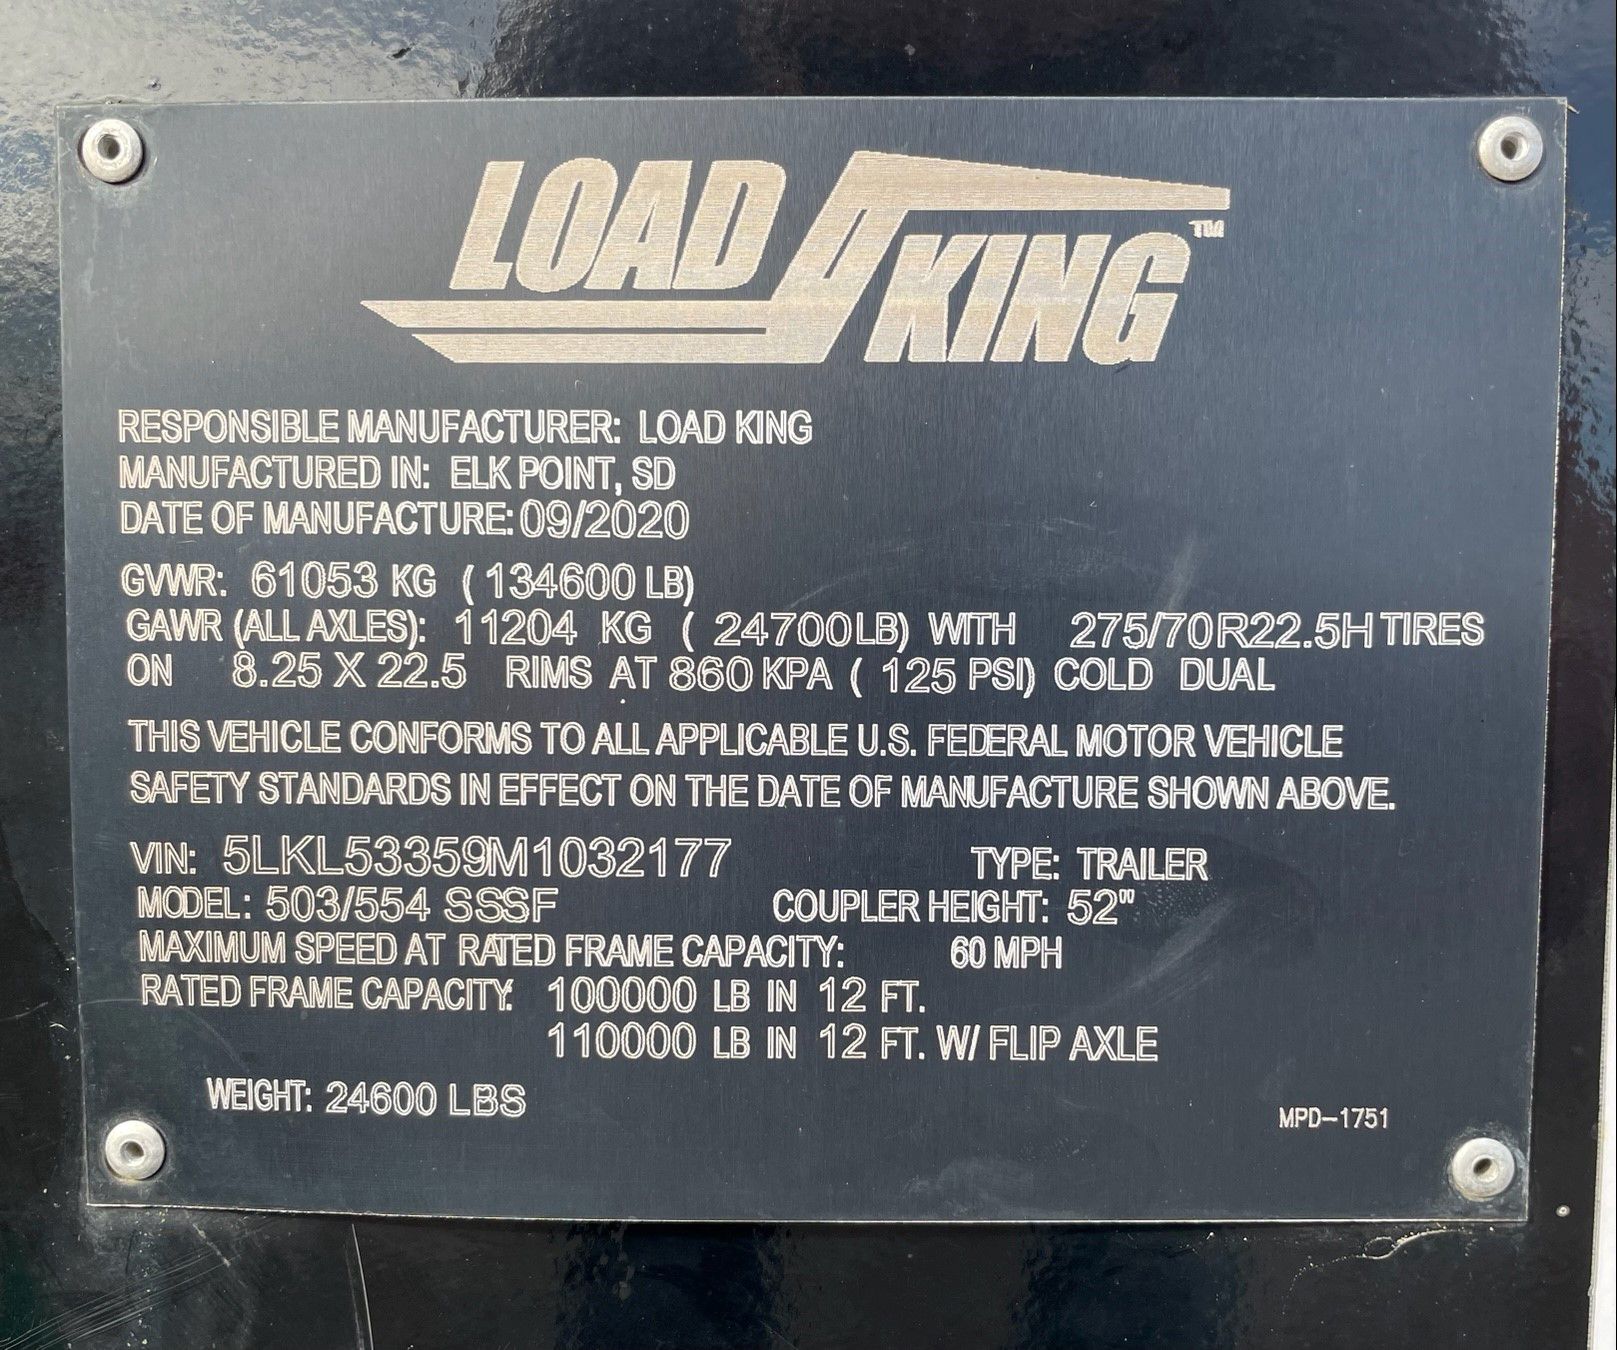 LOAD KING™
RESPONSIBLE MANUFACTURER: LOAD KING
MANUFACTURED IN: ELK POINT, SD
DATE OF MANUFACTURE: 09/2020
GVWR: 61053 KG (134600 LB)
GAWR (ALL AXLES): 11204 KG ( 24700LB) WITH 275/70R22.5H TIRES
ON 8.25 X 22.5 RIMS AT 860 KPA ( 125 PSI) COLD DUAL
THIS VEHICLE CONFORMS TO ALL APPLICABLE U.S. FEDERAL MOTOR VEHICLE
SAFETY STANDARDS IN EFFECT ON THE DATE OF MANUFACTURE SHOWN ABOVE.
VIN: 5LKL53359M1032177 TYPE: TRAILER
MODEL: 503/554 SSSF COUPLER HEIGHT: 52"
MAXIMUM SPEED AT RATED FRAME CAPACITY: 60 MPH
RATED FRAME CAPACITY: 100000 LB IN 12 FT.
110000 LB IN 12 FT. W/ FLIP AXLE
WEIGHT: 24600 LBS
MPD-1751